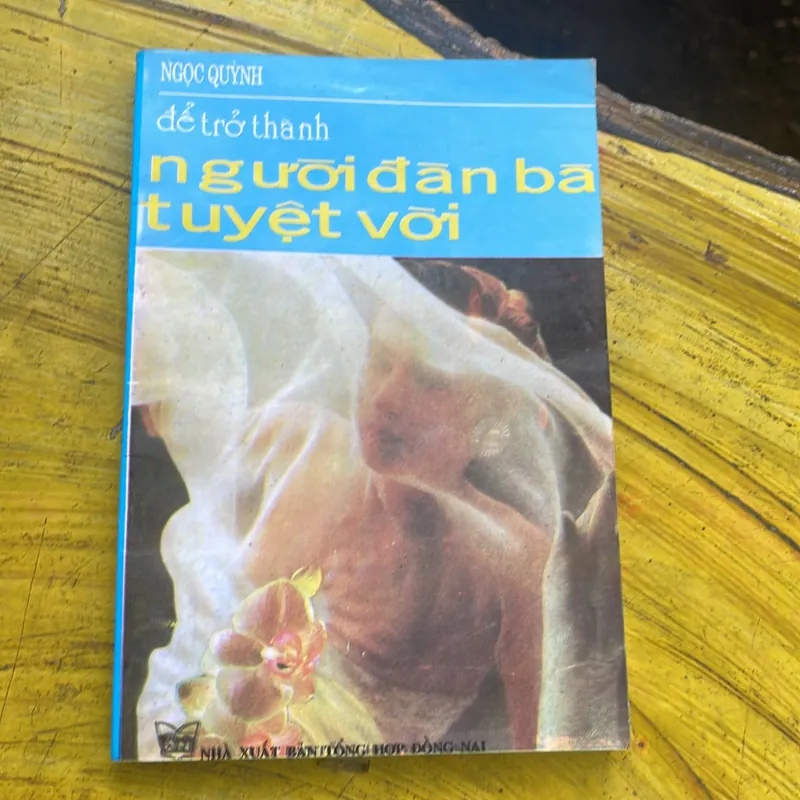 NGỌC QUỲNH
để trở thành
người đàn bà
tuyệt vời
NHÀ XUẤT BẢN TỔNG HỢP ĐỒNG NAI